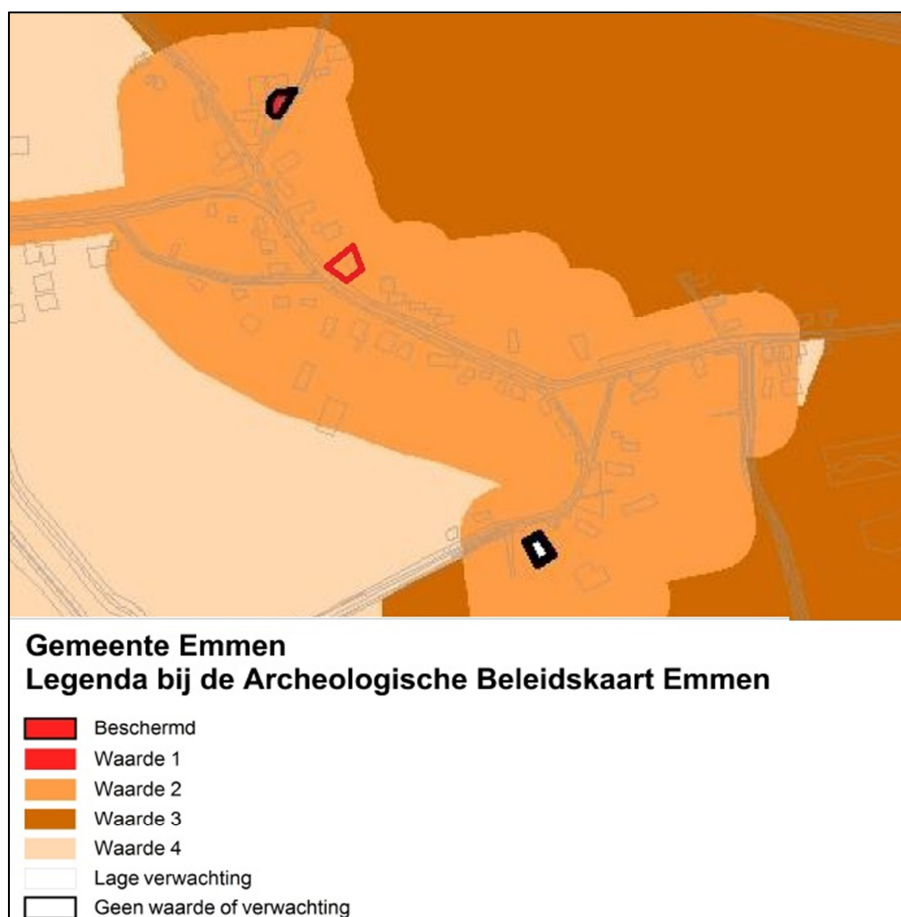 Gemeente Emmen
Legenda bij de Archeologische Beleidskaart Emmen
Beschermd
Waarde 1
Waarde 2
Waarde 3
Waarde 4
Lage verwachting
Geen waarde of verwachting